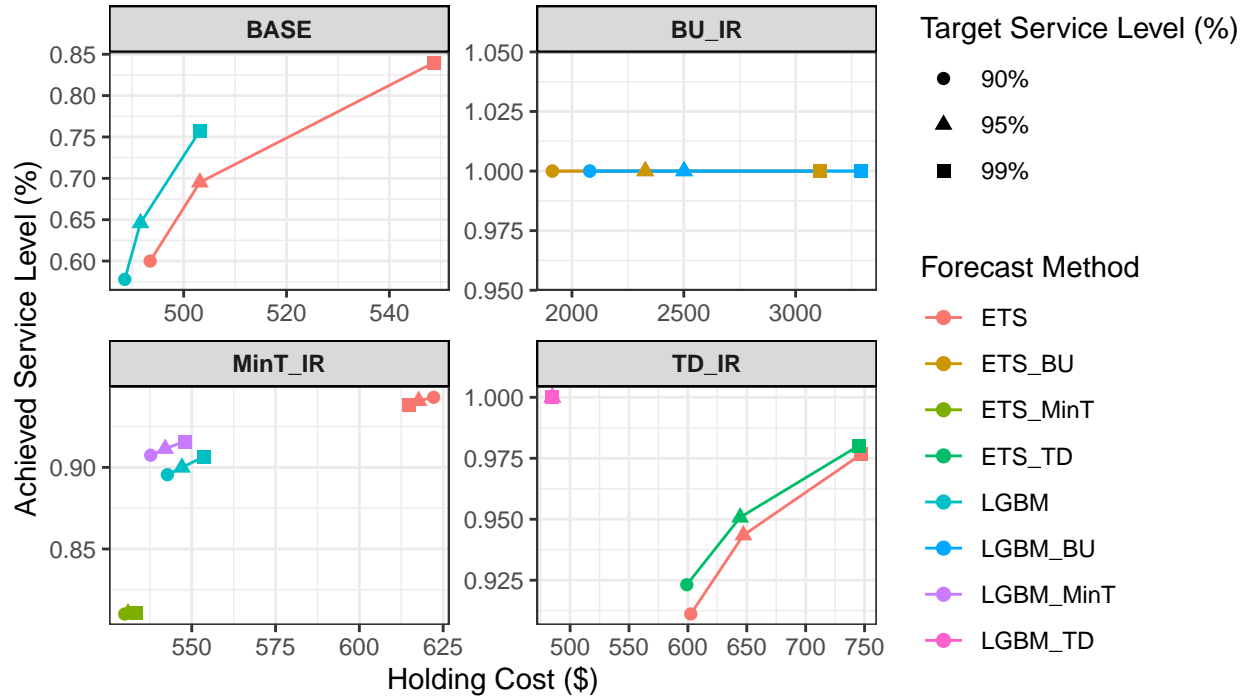 BASE
BU_IR
0.85
0.80
0.75
0.70
0.65
0.60
500
520
540
1.050
1.025
1.000
0.975
0.950
2000
2500
3000
MinT_IR
TD_IR
0.90
0.85
550
575
600
625
1.000
0.975
0.950
0.925
500
550
600
650
700
750
Achieved Service Level (%)
Holding Cost ($)
Target Service Level (%)
90%
95%
99%
Forecast Method
ETS
ETS_BU
ETS_MinT
ETS_TD
LGBM
LGBM_BU
LGBM_MinT
LGBM_TD